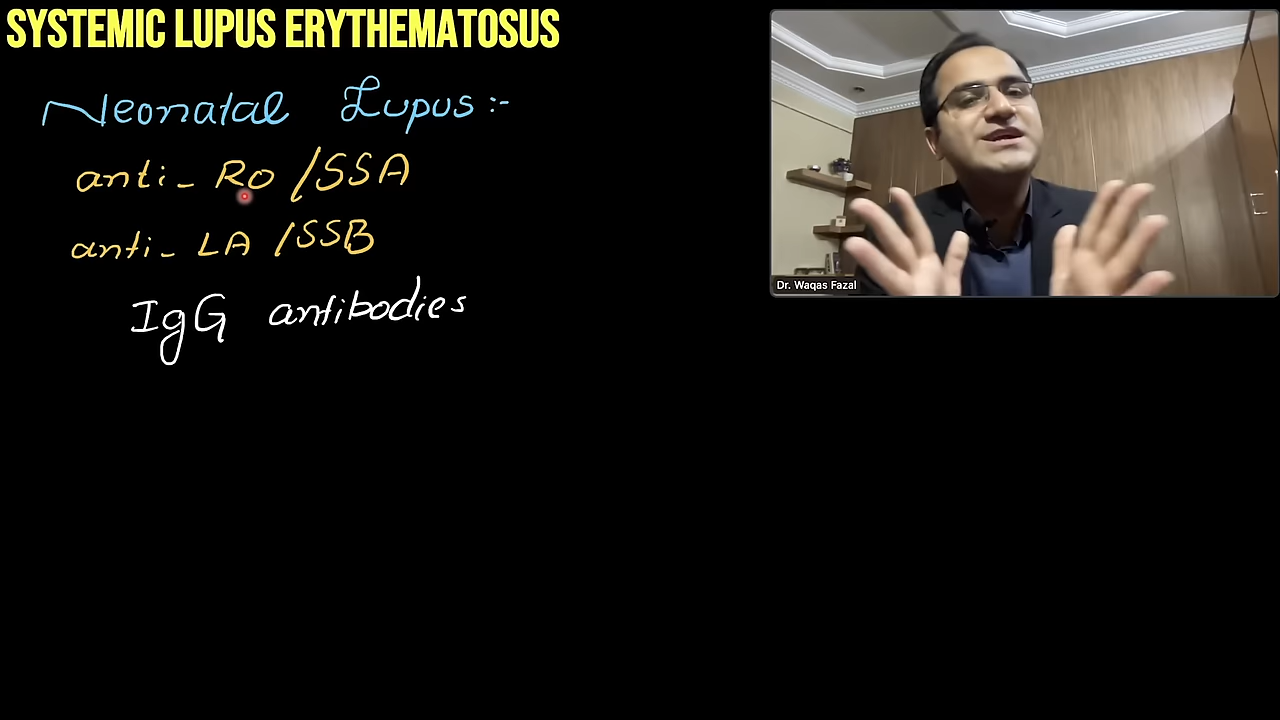 SYSTEMIC LUPUS ERYTHEMATOSUS
Neonatal Lupus :-
anti - Ro / SSA
anti - LA / SSB
IgG antibodies
Dr. Waqas Fazal